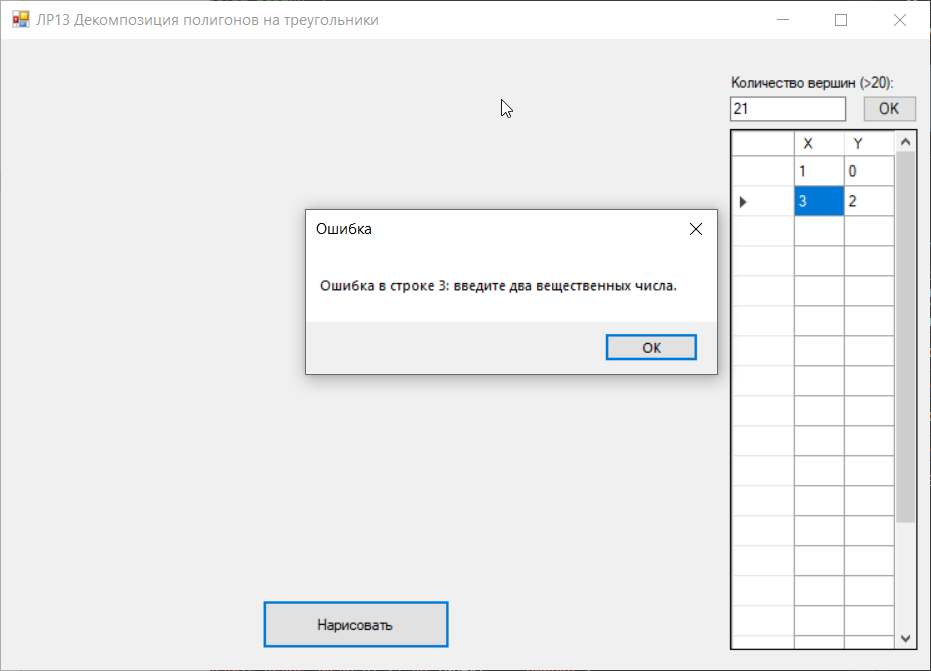 ЛР13 Декомпозиция полигонов на треугольники
Количество вершин (>20):
21 OK
X Y
1 0
3 2
Ошибка
Ошибка в строке 3: введите два вещественных числа.
OK
Нарисовать